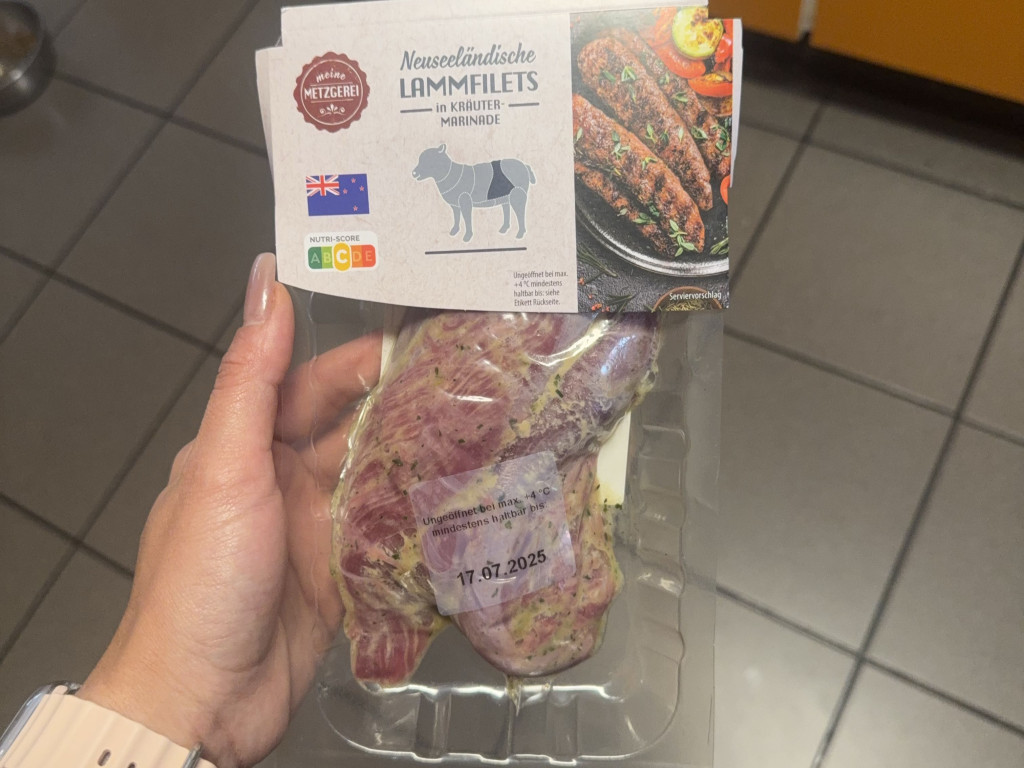 meine
METZGEREI
Neuseeländische
LAMMFILETS
in KRÄUTER-
MARINADE
NUTRI-SCORE
A B C D E
Ungeöffnet bei max.
+4 °C mindestens
haltbar bis: siehe
Etikett Rückseite.
Serviervorschlag
Ungeöffnet bei max. +4 °C
mindestens haltbar bis
17.07.2025